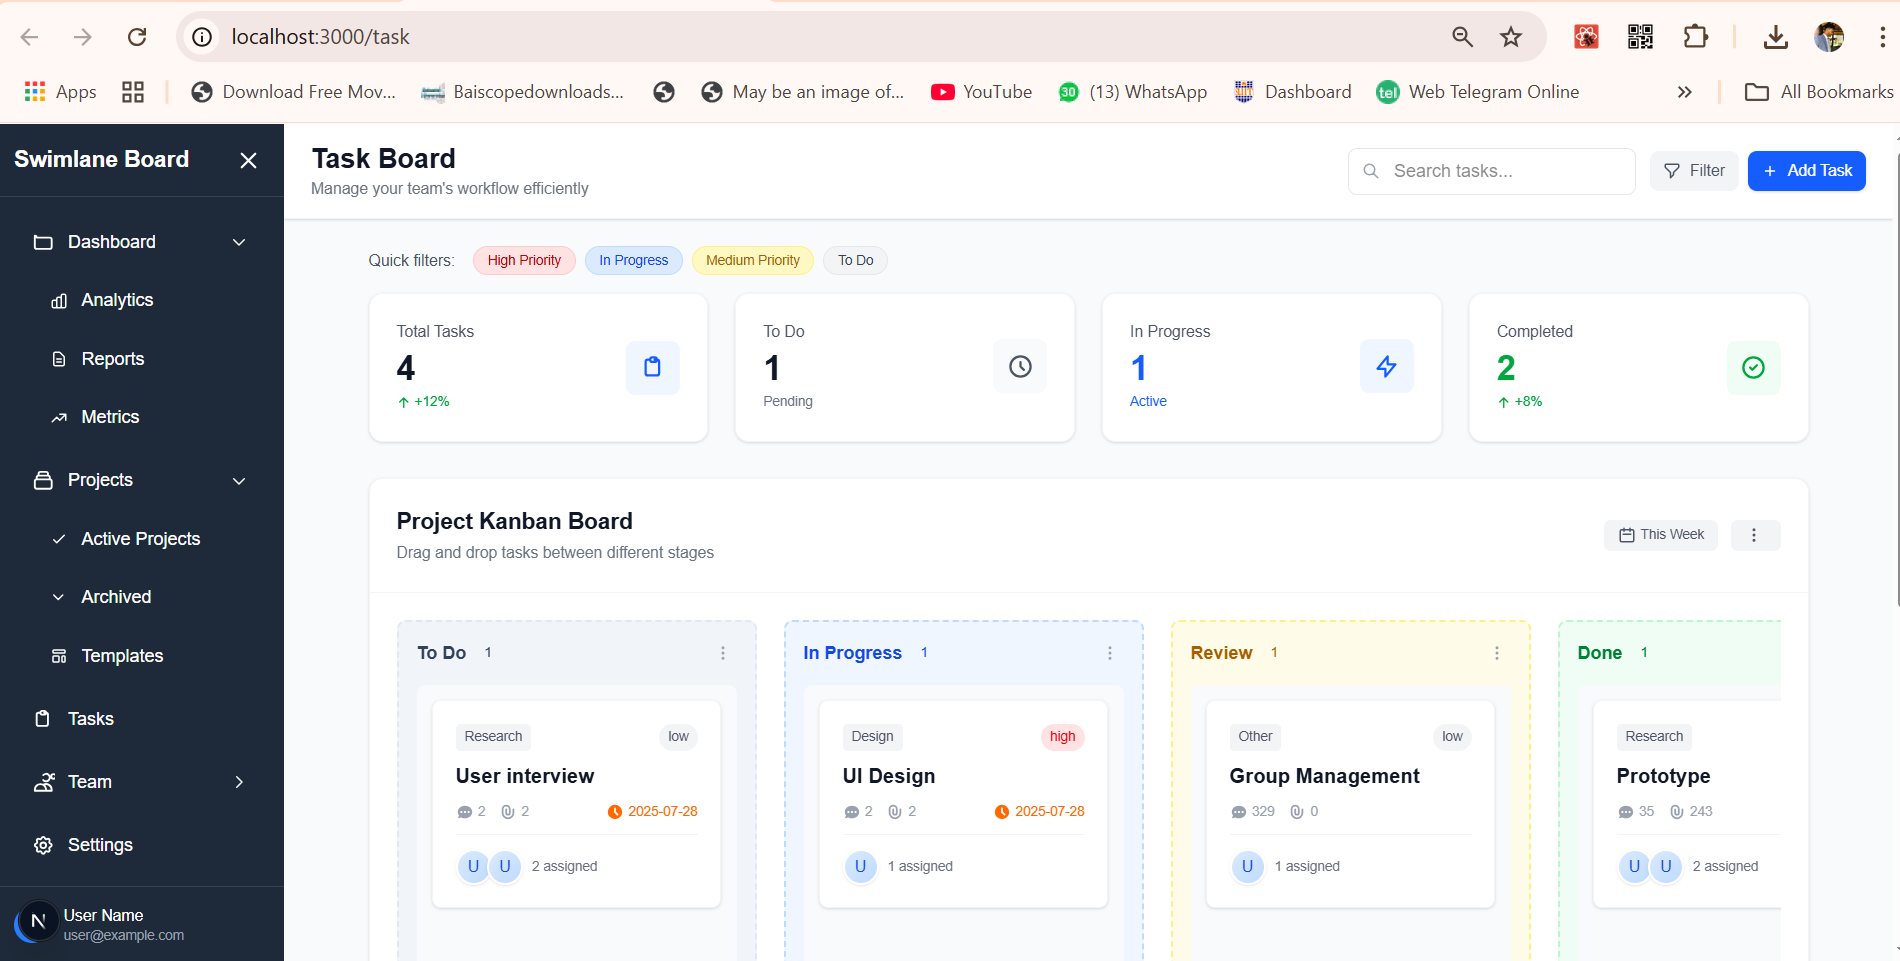 localhost:3000/task
Apps
Download Free Mov...
Baiscopedownloads...
May be an image of...
YouTube
30
(13) WhatsApp
Dashboard
tel
Web Telegram Online
All Bookmarks
Swimlane Board
Dashboard
Analytics
Reports
Metrics
Projects
Active Projects
Archived
Templates
Tasks
Team
Settings
N
User Name
user@example.com
Task Board
Manage your team's workflow efficiently
Search tasks...
Filter
+ Add Task
Quick filters:
High Priority
In Progress
Medium Priority
To Do
Total Tasks
4
+12%
To Do
1
Pending
In Progress
1
Active
Completed
2
+8%
Project Kanban Board
Drag and drop tasks between different stages
This Week
To Do 1
Research
low
User interview
2
2
2025-07-28
U
U
2 assigned
In Progress 1
Design
high
UI Design
2
2
2025-07-28
U
1 assigned
Review 1
Other
low
Group Management
329
0
U
1 assigned
Done 1
Research
Prototype
35
243
U
U
2 assigned